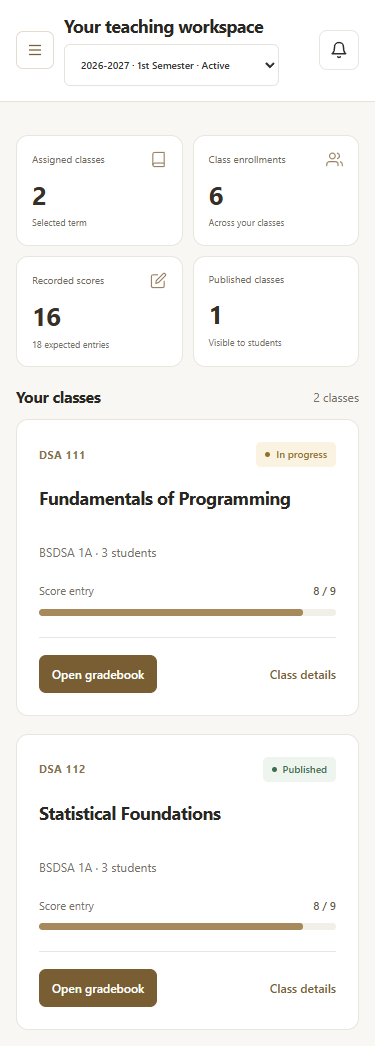 Your teaching workspace
2026-2027 · 1st Semester · Active
Assigned classes
2
Selected term
Class enrollments
6
Across your classes
Recorded scores
16
18 expected entries
Published classes
1
Visible to students
Your classes
2 classes
DSA 111
In progress
Fundamentals of Programming
BSDSA 1A · 3 students
Score entry
8 / 9
Open gradebook
Class details
DSA 112
Published
Statistical Foundations
BSDSA 1A · 3 students
Score entry
8 / 9
Open gradebook
Class details